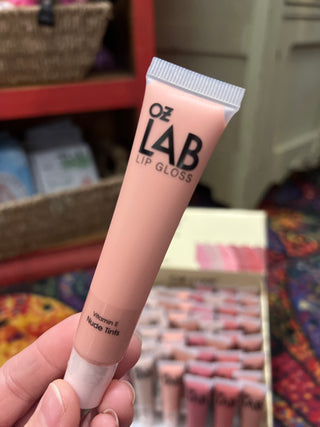 OZ
LAB
LIP GLOSS
Vitamin E
Nude Tints